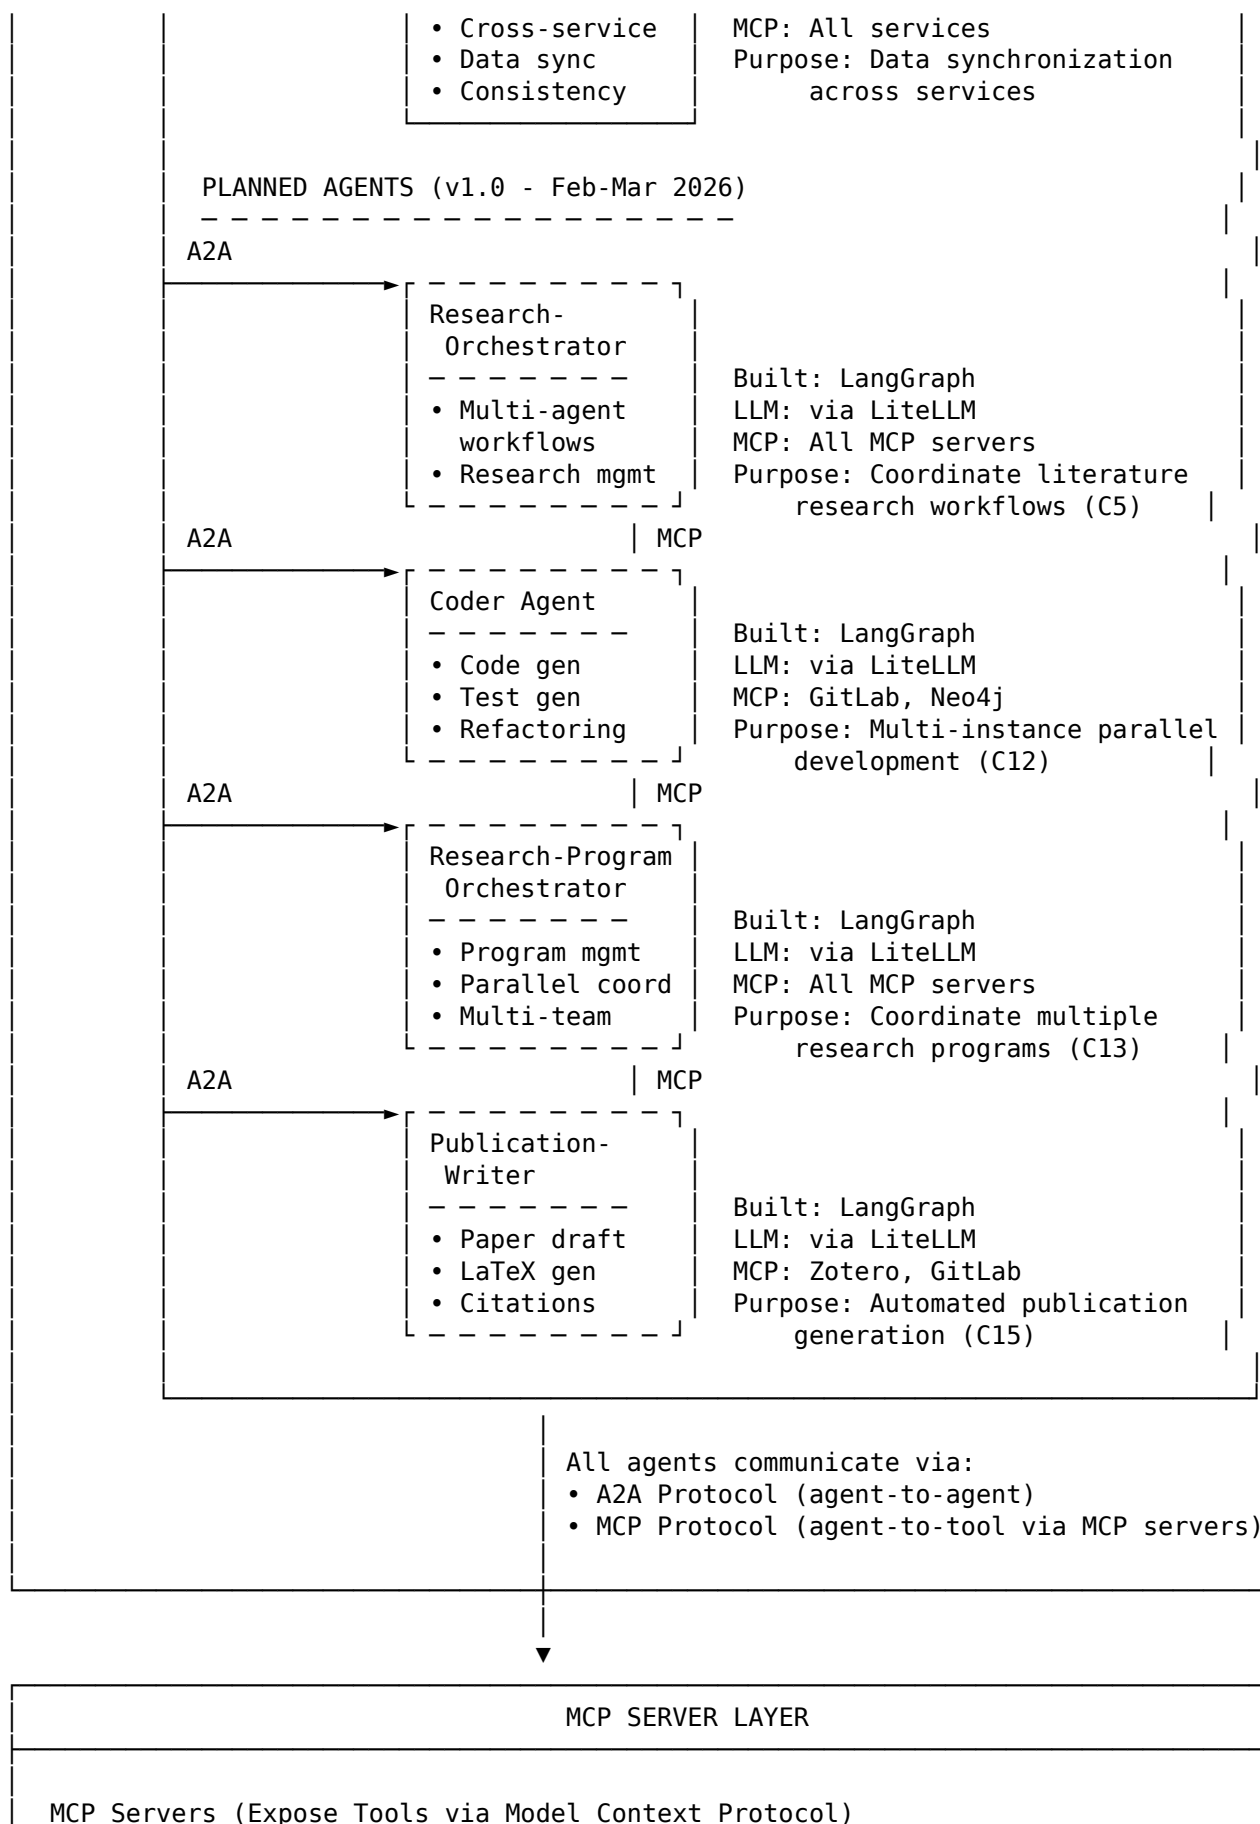 • Cross-service MCP: All services
• Data sync Purpose: Data synchronization
• Consistency across services
PLANNED AGENTS (v1.0 - Feb-Mar 2026)
A2A
Research-
Orchestrator
Built: LangGraph
• Multi-agent LLM: via LiteLLM
workflows MCP: All MCP servers
• Research mgmt Purpose: Coordinate literature
research workflows (C5)
A2A MCP
Coder Agent
Built: LangGraph
• Code gen LLM: via LiteLLM
• Test gen MCP: GitLab, Neo4j
• Refactoring Purpose: Multi-instance parallel
development (C12)
A2A MCP
Research-Program
Orchestrator
Built: LangGraph
• Program mgmt LLM: via LiteLLM
• Parallel coord MCP: All MCP servers
• Multi-team Purpose: Coordinate multiple
research programs (C13)
A2A MCP
Publication-
Writer
Built: LangGraph
• Paper draft LLM: via LiteLLM
• LaTeX gen MCP: Zotero, GitLab
• Citations Purpose: Automated publication
generation (C15)
All agents communicate via:
• A2A Protocol (agent-to-agent)
• MCP Protocol (agent-to-tool via MCP servers)
MCP SERVER LAYER
MCP Servers (Expose Tools via Model Context Protocol)